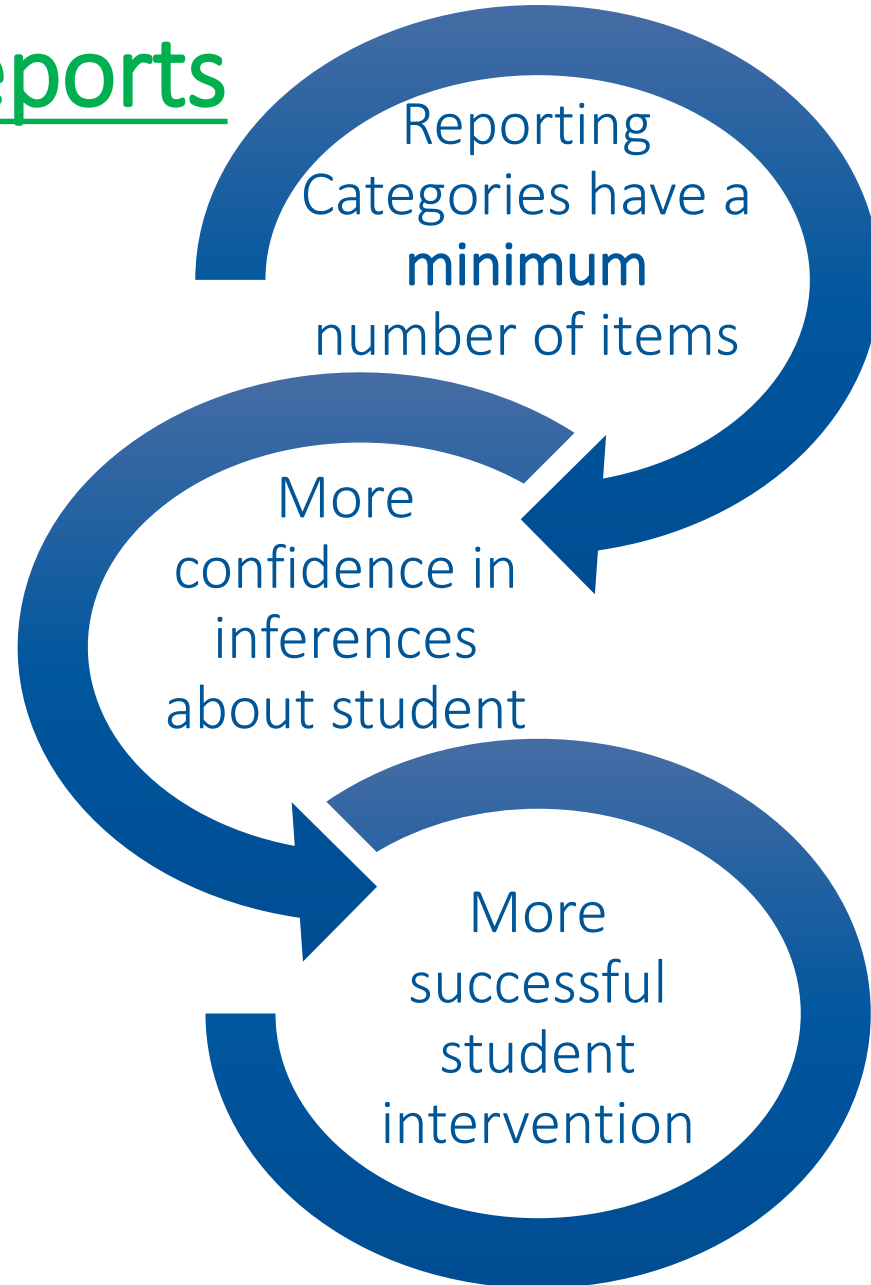 eports
Reporting
Categories have a
minimum
number of items
More
confidence in
inferences
about student
More
successful
student
intervention